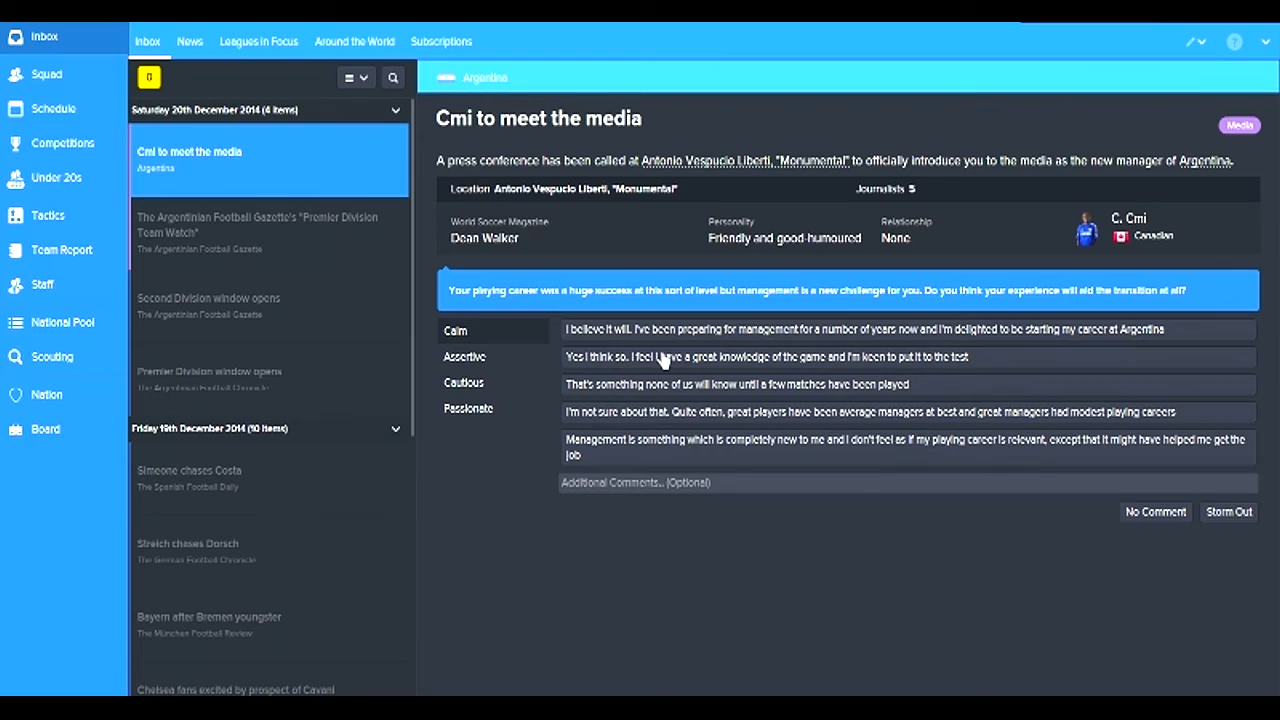 Inbox
Squad
Schedule
Competitions
Under 20s
Tactics
Team Report
Staff
National Pool
Scouting
Nation
Board
Inbox News Leagues in Focus Around the World Subscriptions
0
Saturday 20th December 2014 (4 items)
Cmi to meet the media
Argentina
The Argentinian Football Gazette's "Premier Division
Team Watch"
The Argentinian Football Gazette
Second Division window opens
The Argentinian Football Gazette
Premier Division window opens
The Argentinian Football Chronicle
Friday 19th December 2014 (10 items)
Simeone chases Costa
The Spanish Football Daily
Streich chases Dorsch
The German Football Chronicle
Bayern after Bremen youngster
The München Football Review
Chelsea fans excited by prospect of Cavani
Argentina
Cmi to meet the media
Media
A press conference has been called at Antonio Vespucio Liberti, "Monumental" to officially introduce you to the media as the new manager of Argentina.
Location Antonio Vespucio Liberti, "Monumental" Journalists 5
World Soccer Magazine Personality Relationship
Dean Walker Friendly and good-humoured None
C. Cmi
Canadian
Your playing career was a huge success at this sort of level but management is a new challenge for you. Do you think your experience will aid the transition at all?
Calm
Assertive
Cautious
Passionate
I believe it will. I've been preparing for management for a number of years now and I'm delighted to be starting my career at Argentina
Yes I think so. I feel I have a great knowledge of the game and I'm keen to put it to the test
That's something none of us will know until a few matches have been played
I'm not sure about that. Quite often, great players have been average managers at best and great managers had modest playing careers
Management is something which is completely new to me and I don't feel as if my playing career is relevant, except that it might have helped me get the
job
Additional Comments.. (Optional)
No Comment Storm Out